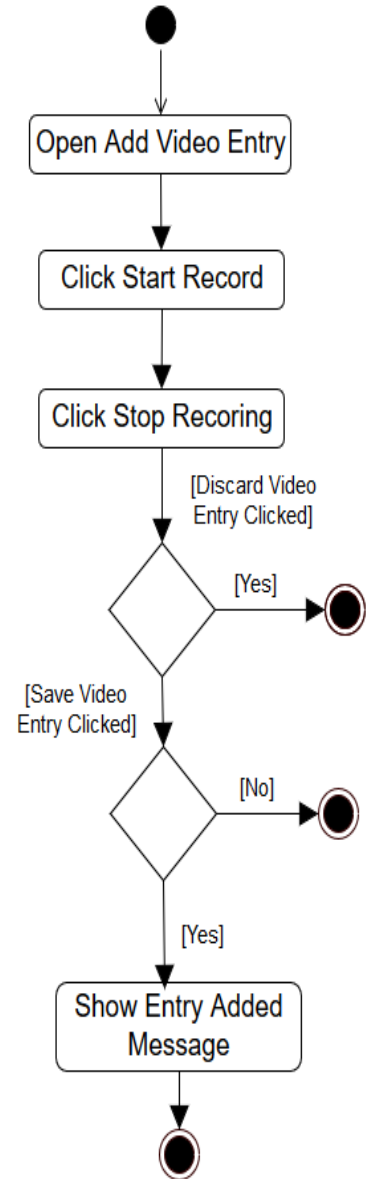 Open Add Video Entry
Click Start Record
Click Stop Recoring
[Discard Video
Entry Clicked]
[Yes]
[Save Video
Entry Clicked]
[No]
[Yes]
Show Entry Added
Message